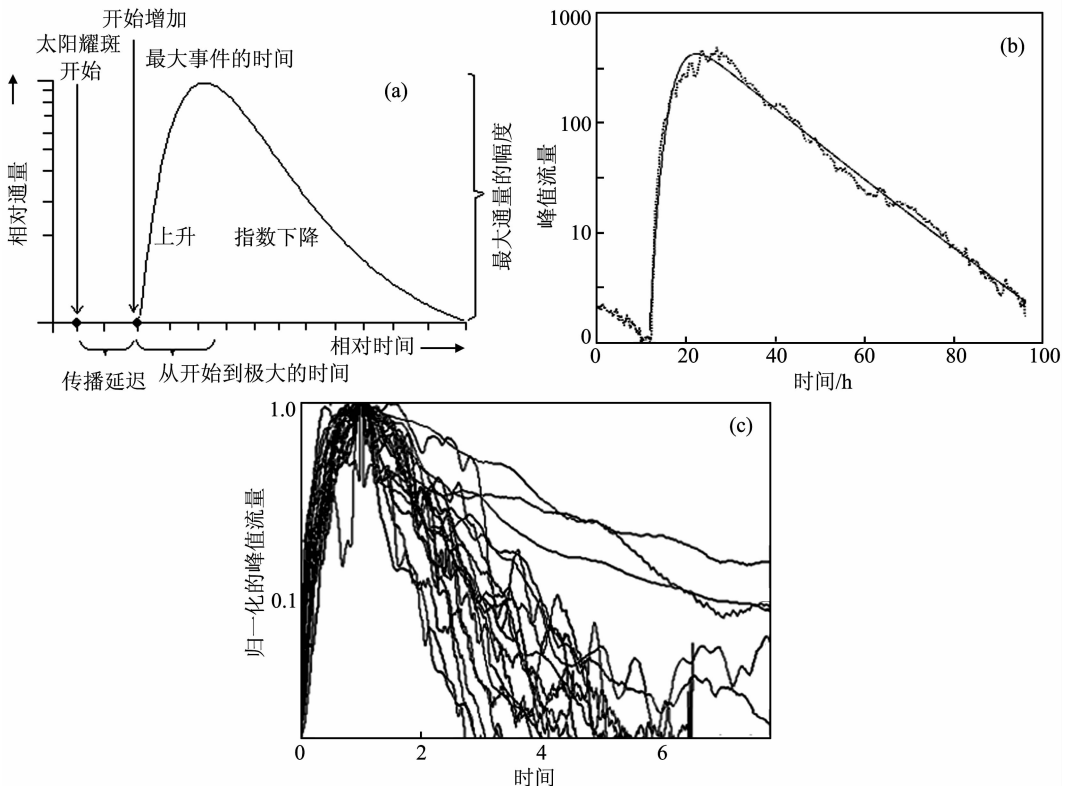 开始增加
太阳耀斑
开始
最大事件的时间
(a)
相对通量
上升
指数下降
最大通量的幅度
相对时间
传播延迟
从开始到极大的时间
(b)
1000
100
10
0
峰值流量
0 20 40 60 80 100
时间/h
(c)
1.0
0.1
归一化的峰值流量
0 2 4 6
时间